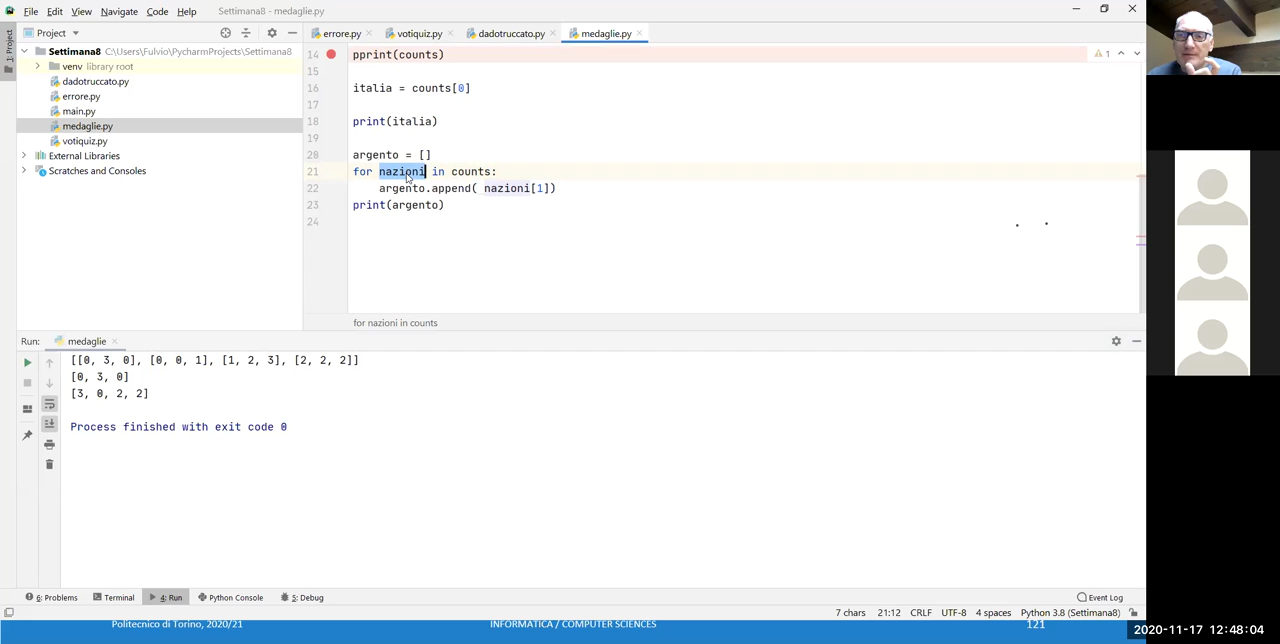 File Edit View Navigate Code Help Settimana8 - medaglie.py
1: Project
Project
errore.py votiquiz.py dadotruccato.py medaglie.py
Settimana8 C:\Users\Fulvio\PycharmProjects\Settimana8
venv library root
dadotruccato.py
errore.py
main.py
medaglie.py
votiquiz.py
External Libraries
Scratches and Consoles
14 pprint(counts)
1
15
16 italia = counts[0]
17
18 print(italia)
19
20 argento = []
21 for nazioni in counts:
22 argento.append( nazioni[1])
23 print(argento)
24
for nazioni in counts
Run: medaglie
[[0, 3, 0], [0, 0, 1], [1, 2, 3], [2, 2, 2]]
[0, 3, 0]
[3, 0, 2, 2]
Process finished with exit code 0
6: Problems Terminal 4: Run Python Console 5: Debug Event Log
7 chars 21:12 CRLF UTF-8 4 spaces Python 3.8 (Settimana8)
Politecnico di Torino, 2020/21 INFORMATICA / COMPUTER SCIENCES 121
2020-11-17 12:48:04